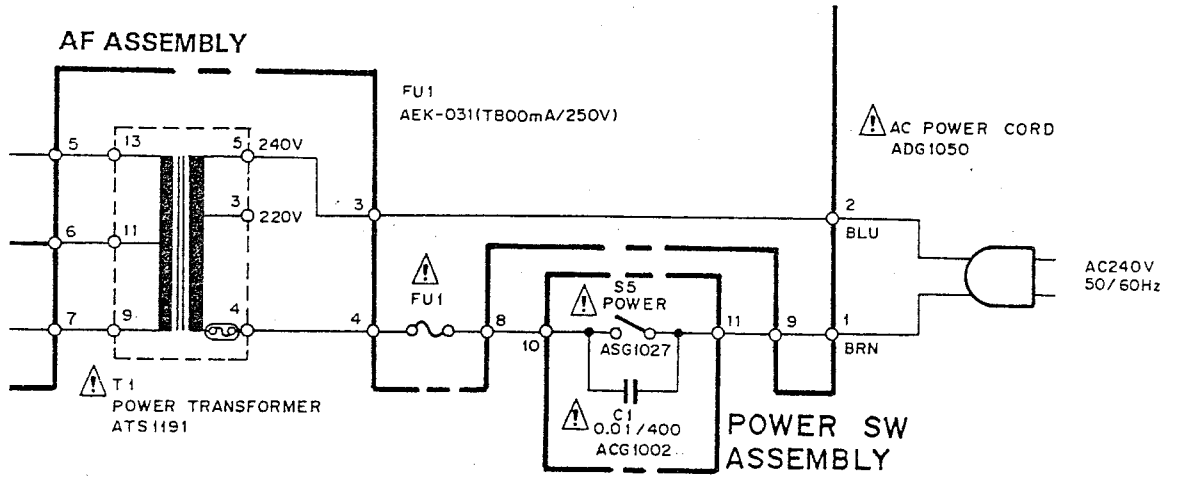 AF ASSEMBLY
FU1
AEK-031(T800mA/250V)
AC POWER CORD
ADG1050
5
13
5
240V
3
220V
3
2
BLU
6
11
FU1
S5
POWER
AC240V
50/60Hz
7
9
4
4
8
10
ASG1027
11
9
1
BRN
T1
POWER TRANSFORMER
ATS1191
C1
0.01/400
ACG1002
POWER SW
ASSEMBLY